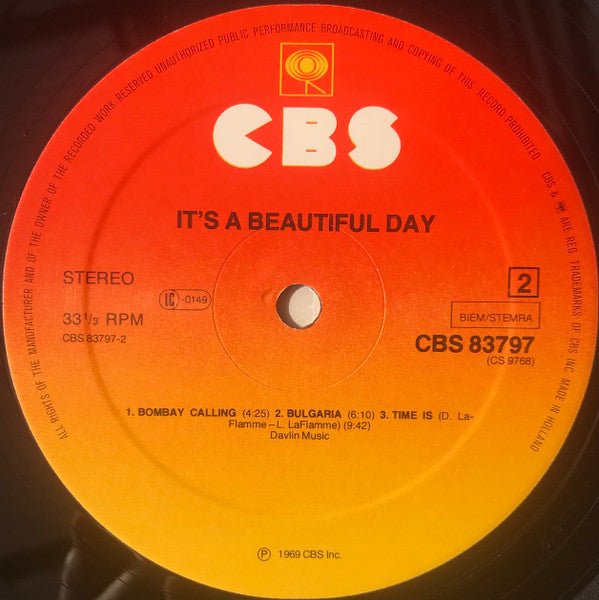 ALL RIGHTS OF THE MANUFACTURER AND OF THE OWNER OF THE RECORDED WORK RESERVED UNAUTHORIZED PUBLIC PERFORMANCE BROADCASTING AND COPYING OF THIS RECORD PROHIBITED
CBS & ARE REG. TRADEMARKS OF CBS INC. MADE IN HOLLAND
CBS
IT'S A BEAUTIFUL DAY
STEREO
IC -0149
2
33 1/3 RPM
BIEM/STEMRA
CBS 83797-2
CBS 83797
(CS 9768)
1. BOMBAY CALLING (4:25) 2. BULGARIA (6:10) 3. TIME IS (D. La-
Flamme-L. LaFlamme) (9:42)
Davlin Music
℗ 1969 CBS Inc.